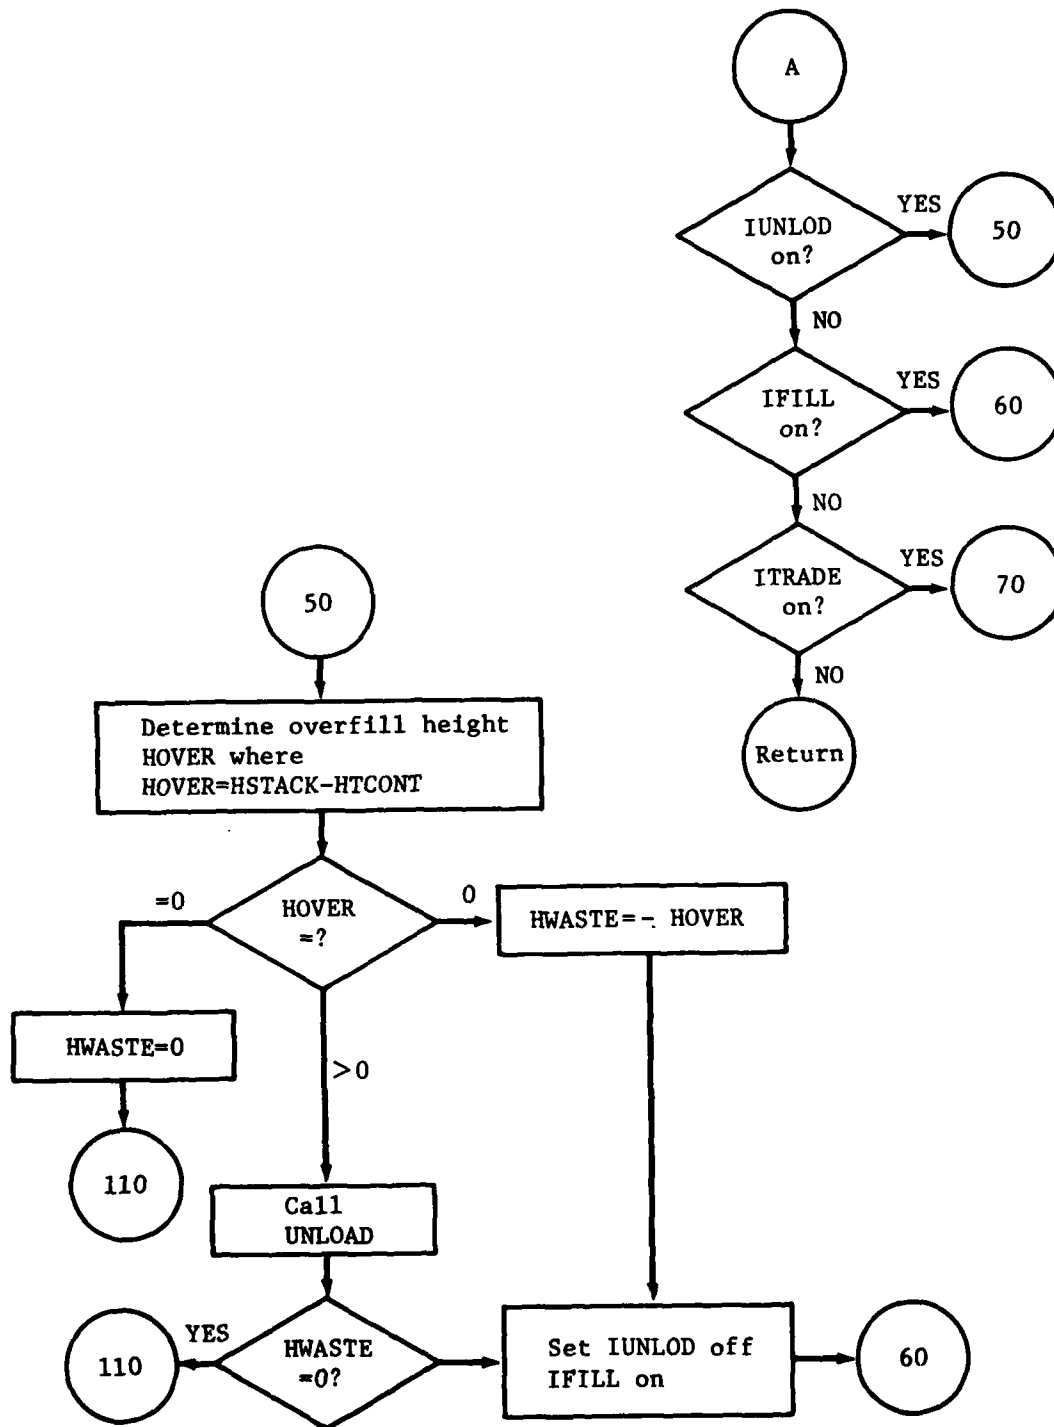 A
IUNLOD
on?
YES
50
NO
IFILL
on?
YES
60
NO
ITRADE
on?
YES
70
NO
Return
50
Determine overfill height
HOVER where
HOVER=HSTACK-HTCONT
=0
HOVER
=?
0
HWASTE=- HOVER
HWASTE=0
>0
110
Call
UNLOAD
110
YES
HWASTE
=0?
Set IUNLOD off
IFILL on
60